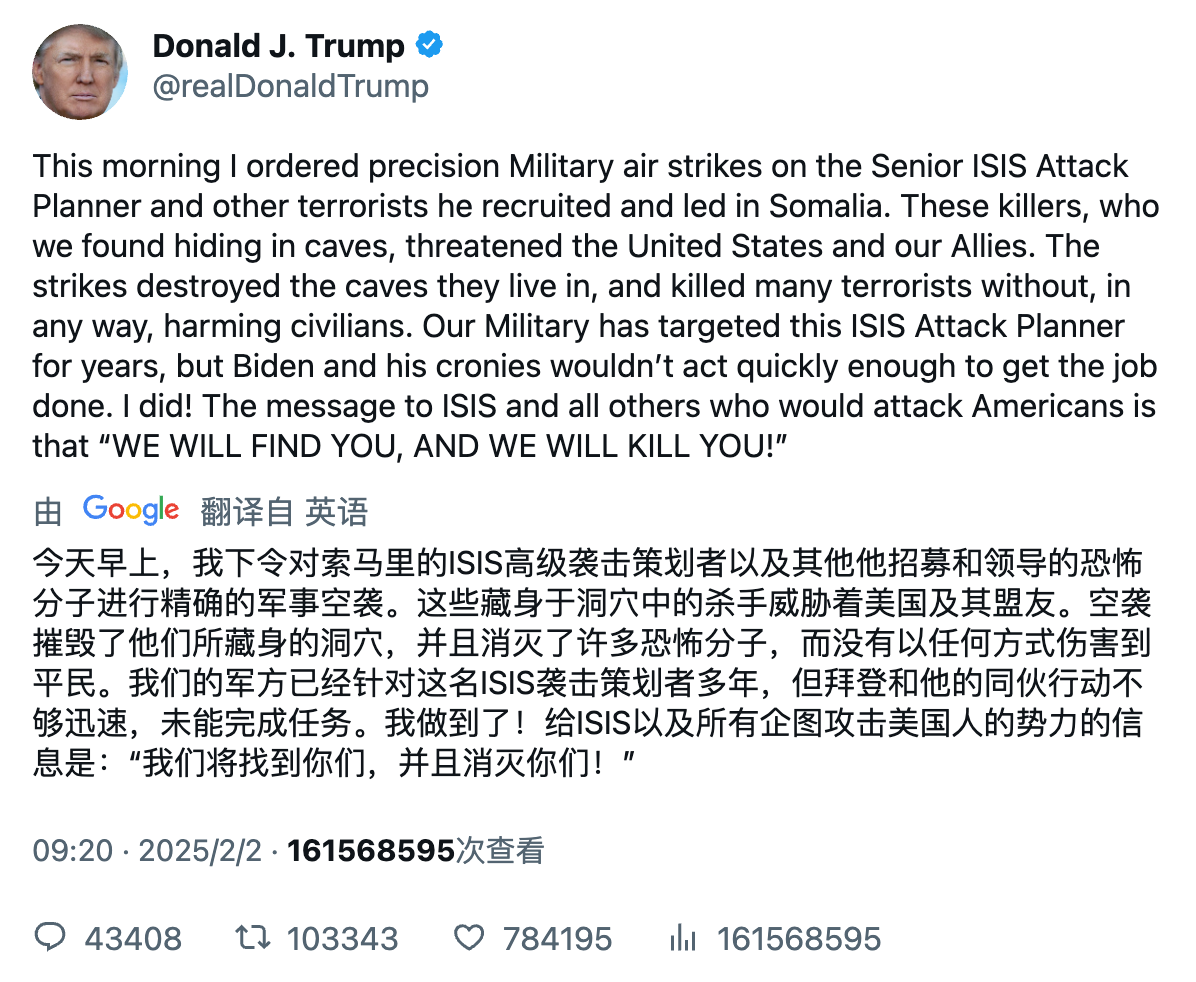 Donald J. Trump
@realDonaldTrump
This morning I ordered precision Military air strikes on the Senior ISIS Attack
Planner and other terrorists he recruited and led in Somalia. These killers, who
we found hiding in caves, threatened the United States and our Allies. The
strikes destroyed the caves they live in, and killed many terrorists without, in
any way, harming civilians. Our Military has targeted this ISIS Attack Planner
for years, but Biden and his cronies wouldn’t act quickly enough to get the job
done. I did! The message to ISIS and all others who would attack Americans is
that “WE WILL FIND YOU, AND WE WILL KILL YOU!”
由 Google 翻译自 英语
今天早上，我下令对索马里的ISIS高级袭击策划者以及其他他招募和领导的恐怖
分子进行精确的军事空袭。这些藏身于洞穴中的杀手威胁着美国及其盟友。空袭
摧毁了他们所藏身的洞穴，并且消灭了许多恐怖分子，而没有以任何方式伤害到
平民。我们的军方已经针对这名ISIS袭击策划者多年，但拜登和他的同伙行动不
够迅速，未能完成任务。我做到了！给ISIS以及所有企图攻击美国人的势力的信
息是：“我们将找到你们，并且消灭你们！”
09:20 · 2025/2/2 · 161568595次查看
43408 103343 784195 161568595